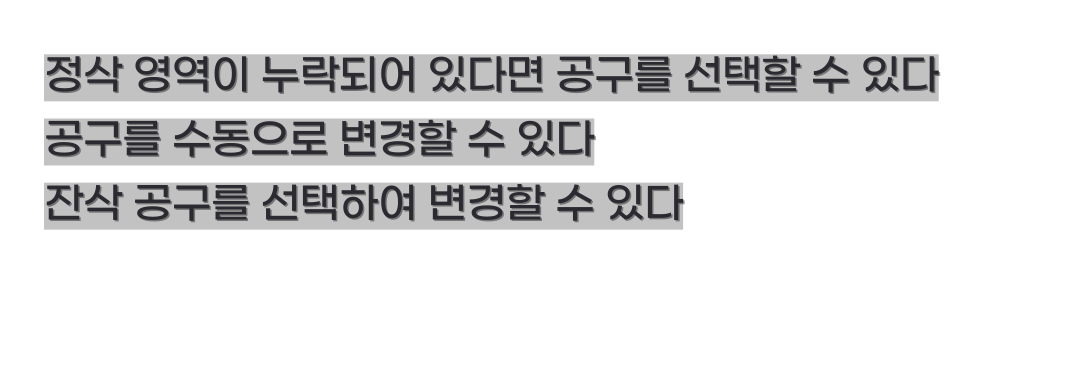 정삭 영역이 누락되어 있다면 공구를 선택할 수 있다
공구를 수동으로 변경할 수 있다
잔삭 공구를 선택하여 변경할 수 있다